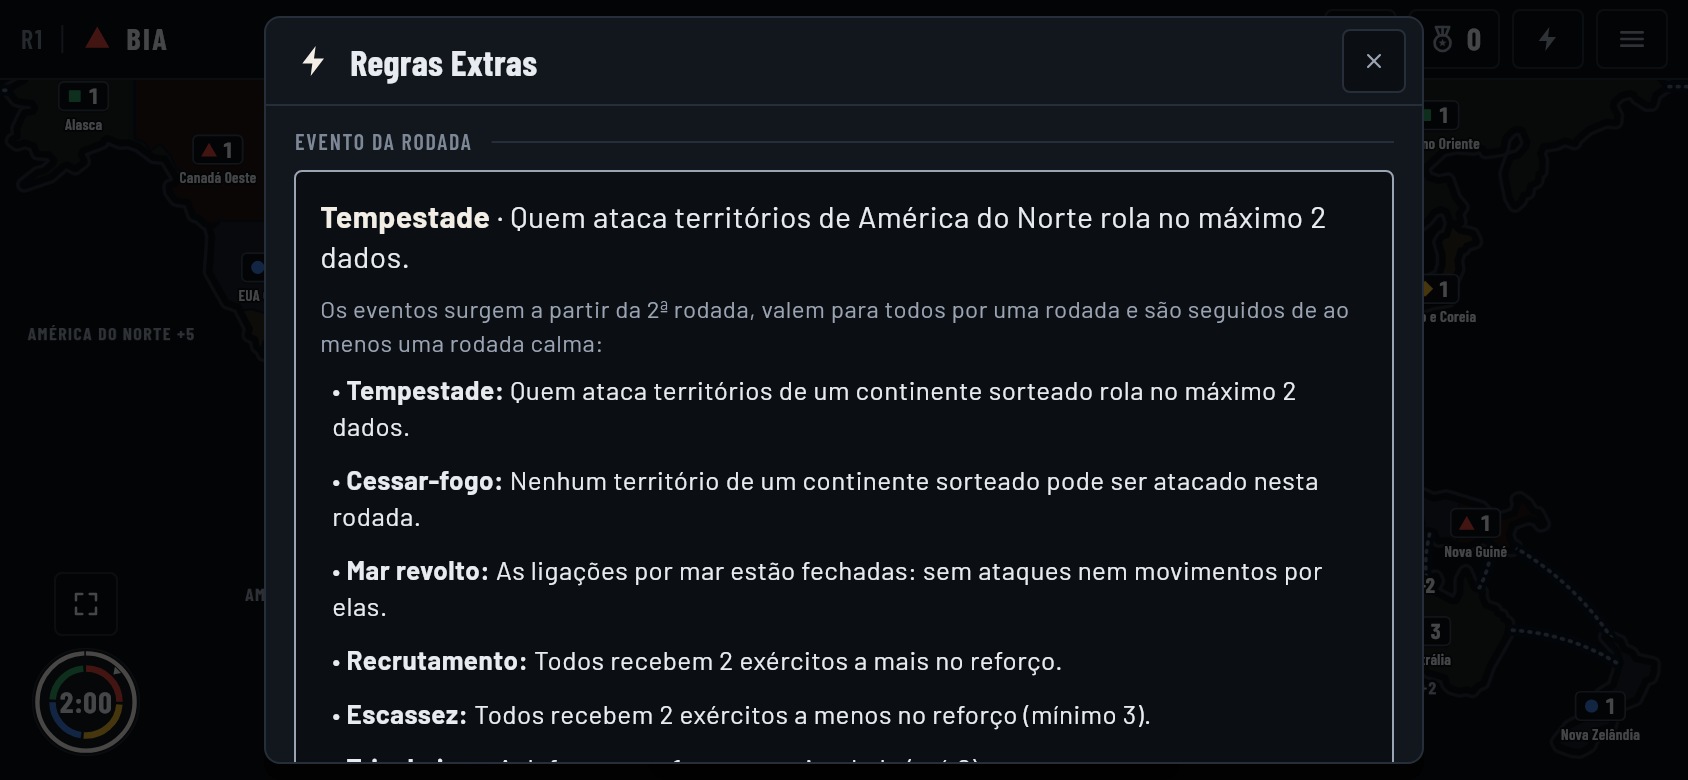 R1
BIA
Regras Extras
0
EVENTO DA RODADA
Tempestade · Quem ataca territórios de América do Norte rola no máximo 2
dados.
Os eventos surgem a partir da 2ª rodada, valem para todos por uma rodada e são seguidos de ao
menos uma rodada calma:
• Tempestade: Quem ataca territórios de um continente sorteado rola no máximo 2
dados.
• Cessar-fogo: Nenhum território de um continente sorteado pode ser atacado nesta
rodada.
• Mar revolto: As ligações por mar estão fechadas: sem ataques nem movimentos por
elas.
• Recrutamento: Todos recebem 2 exércitos a mais no reforço.
• Escassez: Todos recebem 2 exércitos a menos no reforço (mínimo 3).
1
Alasca
1
Canadá Oeste
EUA
AMÉRICA DO NORTE +5
2:00
1
Oriente
1
e Coreia
1
Nova Guiné
3
1
Nova Zelândia